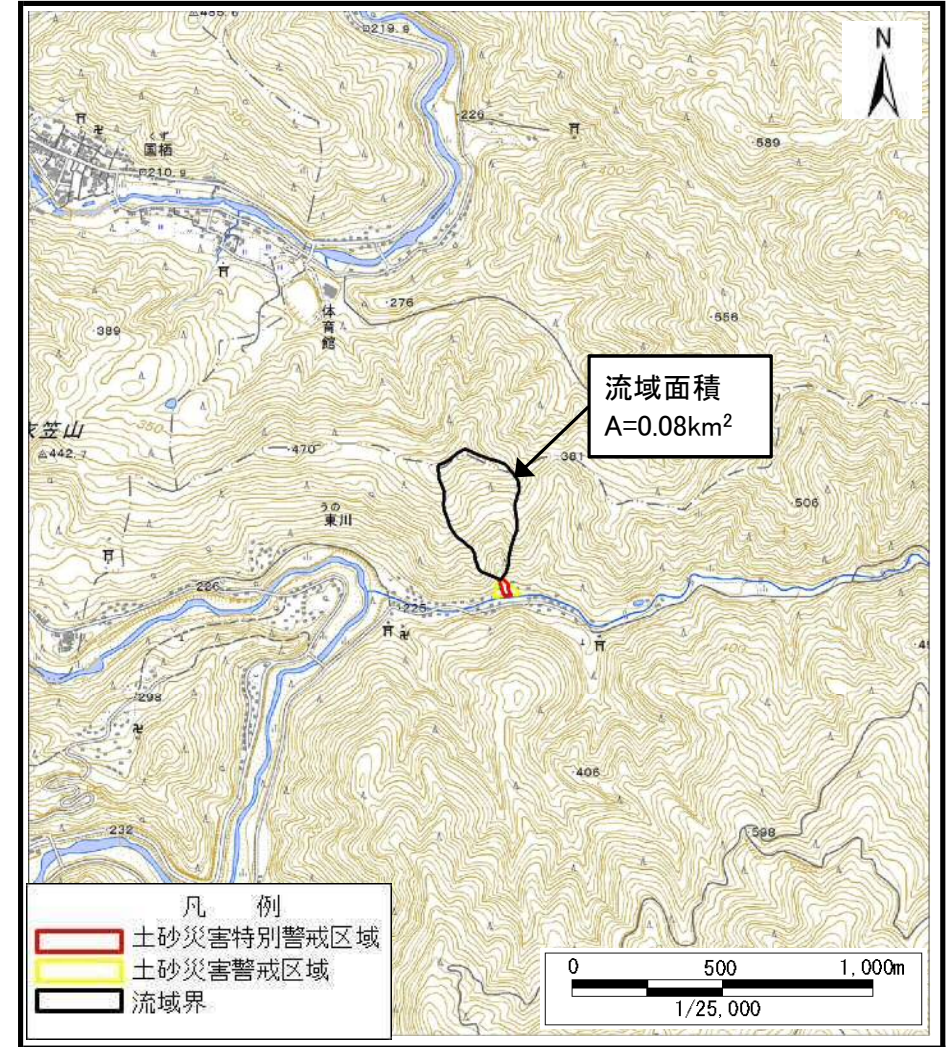 219.9
N
226
くず
国栖
210.9
589
276
体育館
556
389
流域面積
A=0.08km²
衣笠山
442.7
470
381
506
うの
東川
226
225
298
406
232
598
凡 例
土砂災害特別警戒区域
土砂災害警戒区域
流域界
0 500 1,000m
1/25,000